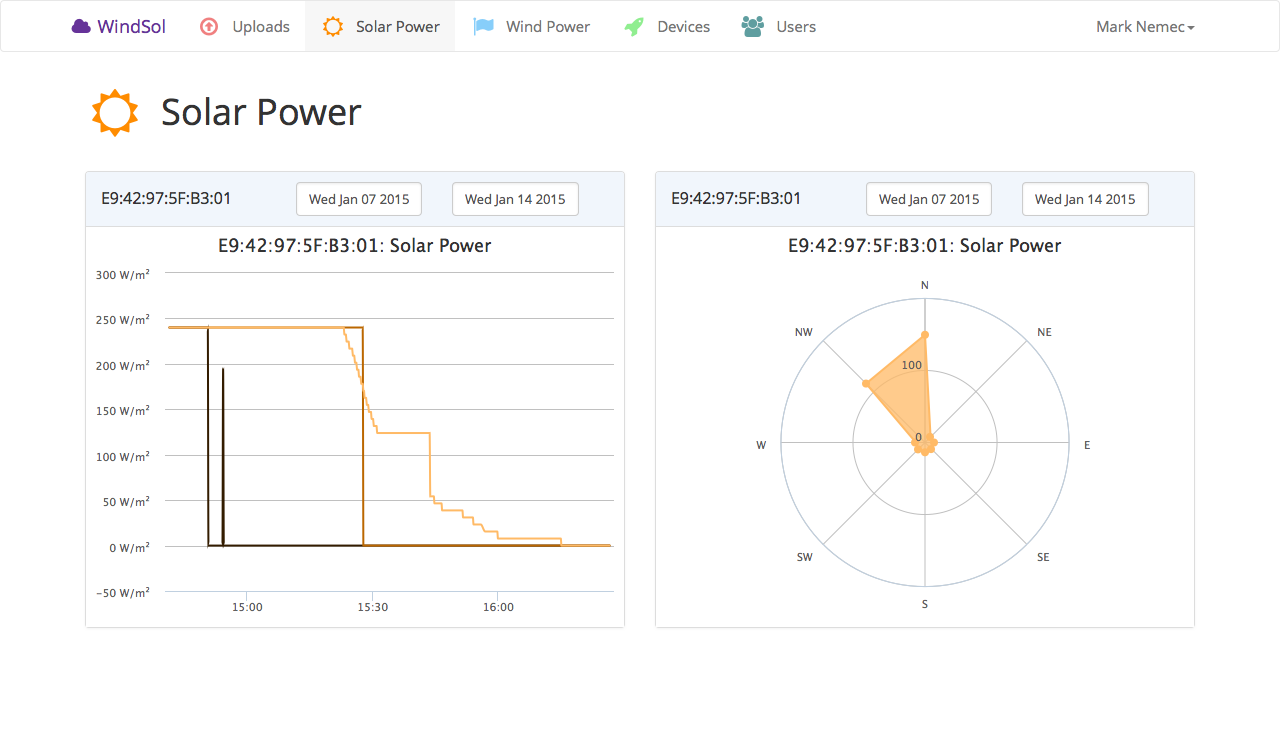 WindSol Uploads Solar Power Wind Power Devices Users Mark Nemec
Solar Power
E9:42:97:5F:B3:01 Wed Jan 07 2015 Wed Jan 14 2015
E9:42:97:5F:B3:01: Solar Power
300 W/m²
250 W/m²
200 W/m²
150 W/m²
100 W/m²
50 W/m²
0 W/m²
−50 W/m²
15:00 15:30 16:00
E9:42:97:5F:B3:01 Wed Jan 07 2015 Wed Jan 14 2015
E9:42:97:5F:B3:01: Solar Power
N
NW NE
100
0
W E
SW SE
S